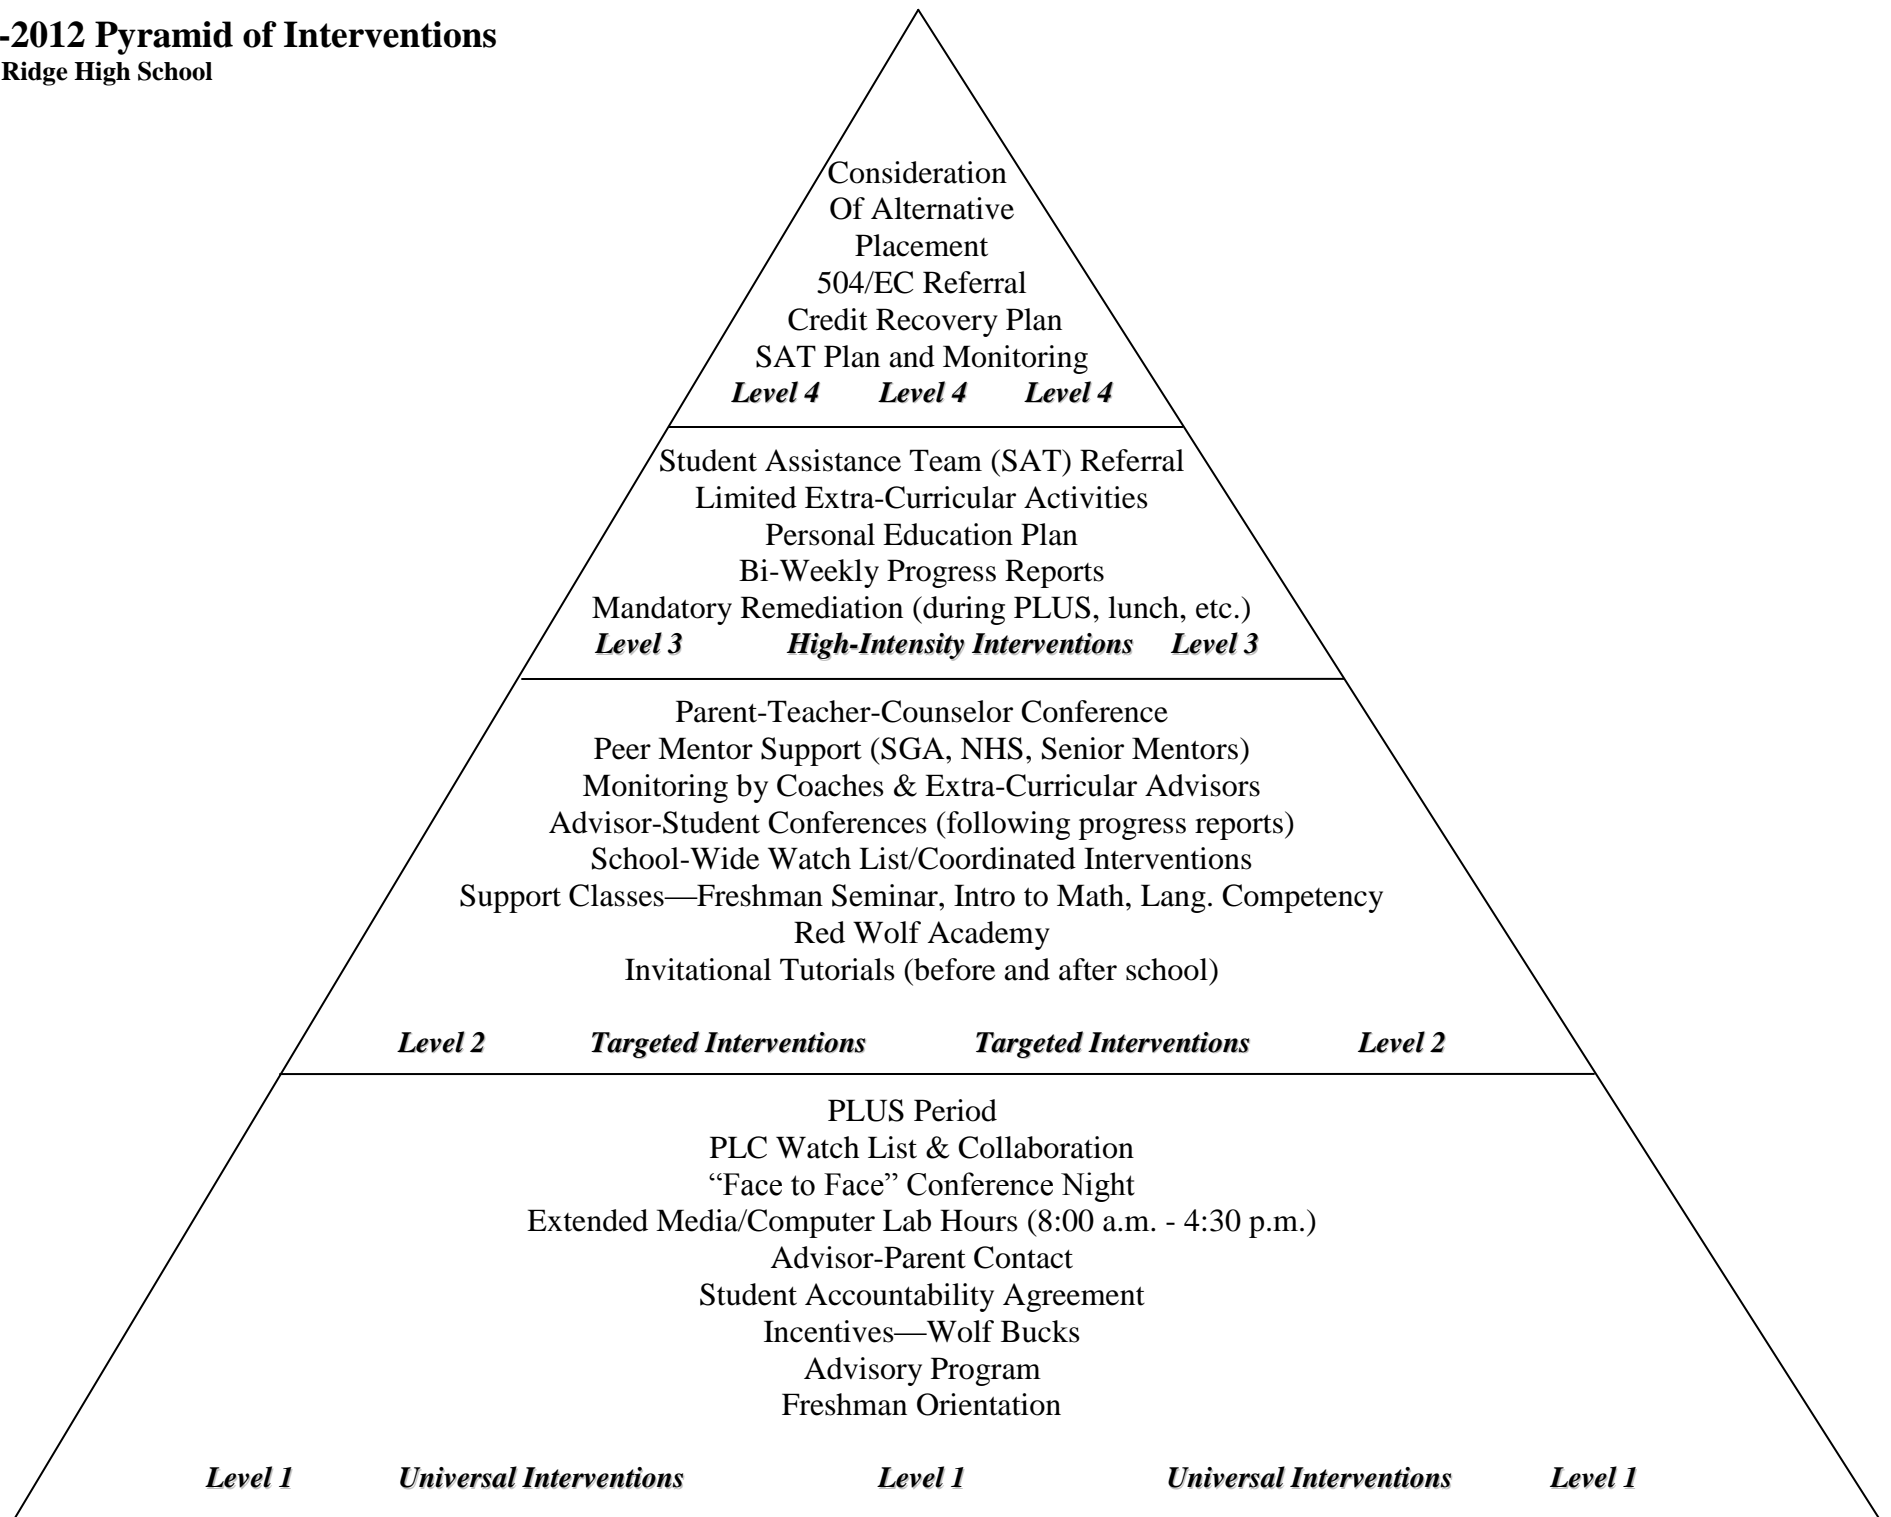 -2012 Pyramid of Interventions
Ridge High School
Consideration
Of Alternative
Placement
504/EC Referral
Credit Recovery Plan
SAT Plan and Monitoring
Level 4 Level 4 Level 4
Student Assistance Team (SAT) Referral
Limited Extra-Curricular Activities
Personal Education Plan
Bi-Weekly Progress Reports
Mandatory Remediation (during PLUS, lunch, etc.)
Level 3 High-Intensity Interventions Level 3
Parent-Teacher-Counselor Conference
Peer Mentor Support (SGA, NHS, Senior Mentors)
Monitoring by Coaches & Extra-Curricular Advisors
Advisor-Student Conferences (following progress reports)
School-Wide Watch List/Coordinated Interventions
Support Classes—Freshman Seminar, Intro to Math, Lang. Competency
Red Wolf Academy
Invitational Tutorials (before and after school)
Level 2 Targeted Interventions Targeted Interventions Level 2
PLUS Period
PLC Watch List & Collaboration
“Face to Face” Conference Night
Extended Media/Computer Lab Hours (8:00 a.m. - 4:30 p.m.)
Advisor-Parent Contact
Student Accountability Agreement
Incentives—Wolf Bucks
Advisory Program
Freshman Orientation
Level 1 Universal Interventions Level 1 Universal Interventions Level 1